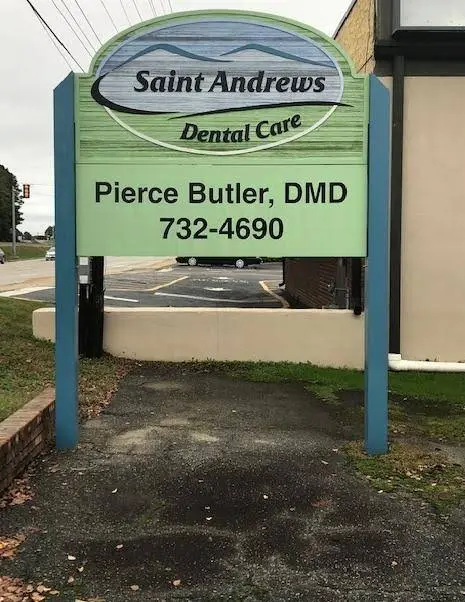 Saint Andrews
Dental Care
Pierce Butler, DMD
732-4690